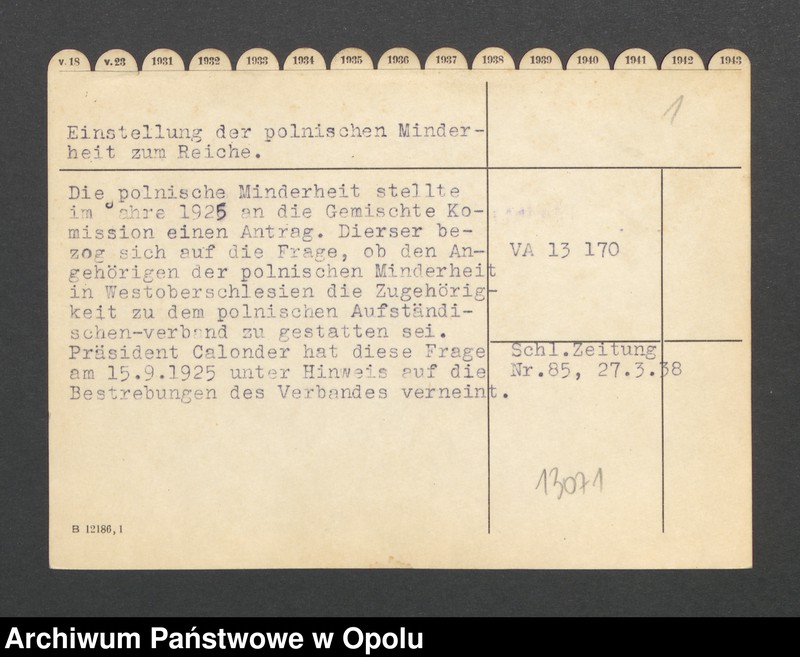 v. 18 v. 23 1931 1932 1933 1934 1935 1936 1937 1938 1939 1940 1941 1942 1943
1
Einstellung der polnischen Minder-
heit zum Reiche.
Die polnische Minderheit stellte
im Jahre 1925 an die Gemischte Ko-
mission einen Antrag. Dierser be-
zog sich auf die Frage, ob den An-
gehörigen der polnischen Minderheit
in Westoberschlesien die Zugehörig-
keit zu dem polnischen Aufständi-
schen-verband zu gestatten sei.
Präsident Calonder hat diese Frage
am 15.9.1925 unter Hinweis auf die
Bestrebungen des Verbandes verneint.
VA 13 170
Schl.Zeitung
Nr.85, 27.3.38
13071
B 12186, 1
Archiwum Państwowe w Opolu